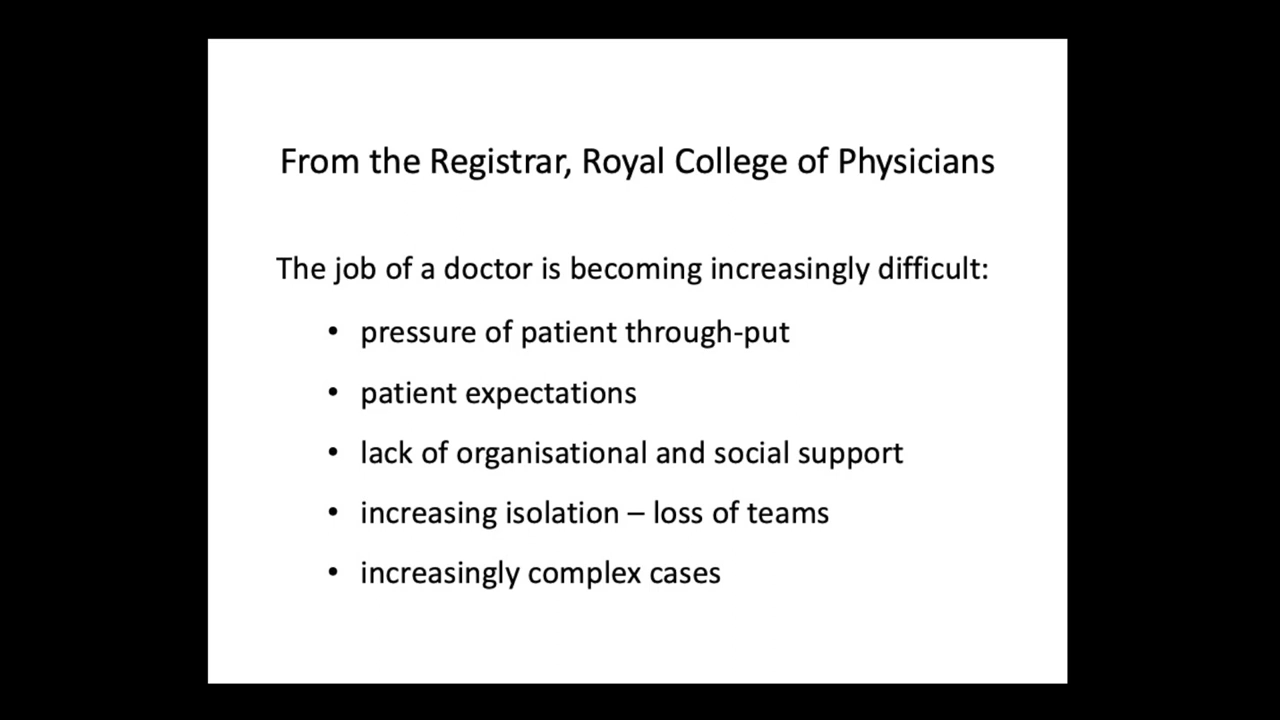 From the Registrar, Royal College of Physicians
The job of a doctor is becoming increasingly difficult:
• pressure of patient through-put
• patient expectations
• lack of organisational and social support
• increasing isolation – loss of teams
• increasingly complex cases